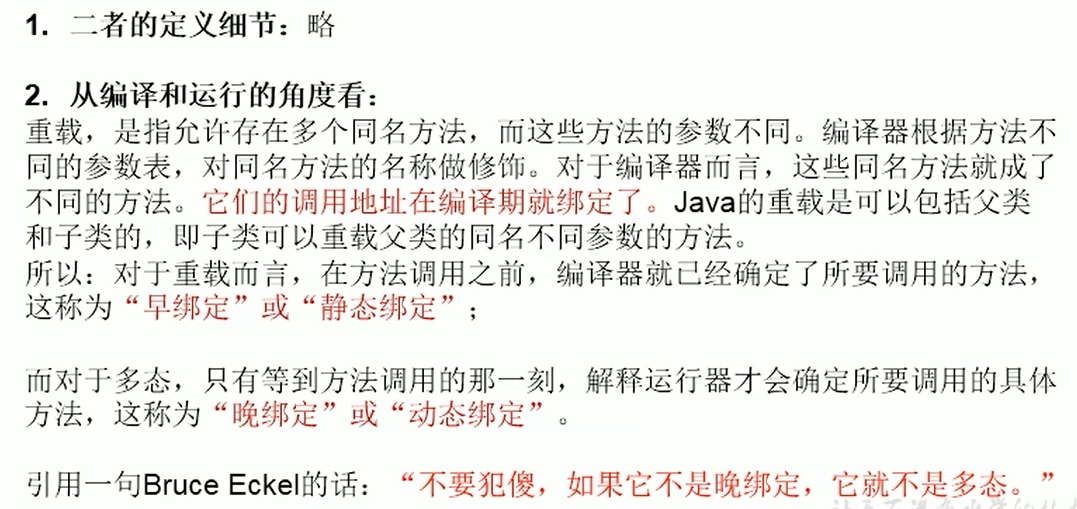 1. 二者的定义细节：略
2. 从编译和运行的角度看：
重载，是指允许存在多个同名方法，而这些方法的参数不同。编译器根据方法不
同的参数表，对同名方法的名称做修饰。对于编译器而言，这些同名方法就成了
不同的方法。它们的调用地址在编译期就绑定了。Java的重载是可以包括父类
和子类的，即子类可以重载父类的同名不同参数的方法。
所以：对于重载而言，在方法调用之前，编译器就已经确定了所要调用的方法，
这称为“早绑定”或“静态绑定”；
而对于多态，只有等到方法调用的那一刻，解释运行器才会确定所要调用的具体
方法，这称为“晚绑定”或“动态绑定”。
引用一句Bruce Eckel的话：“不要犯傻，如果它不是晚绑定，它就不是多态。”